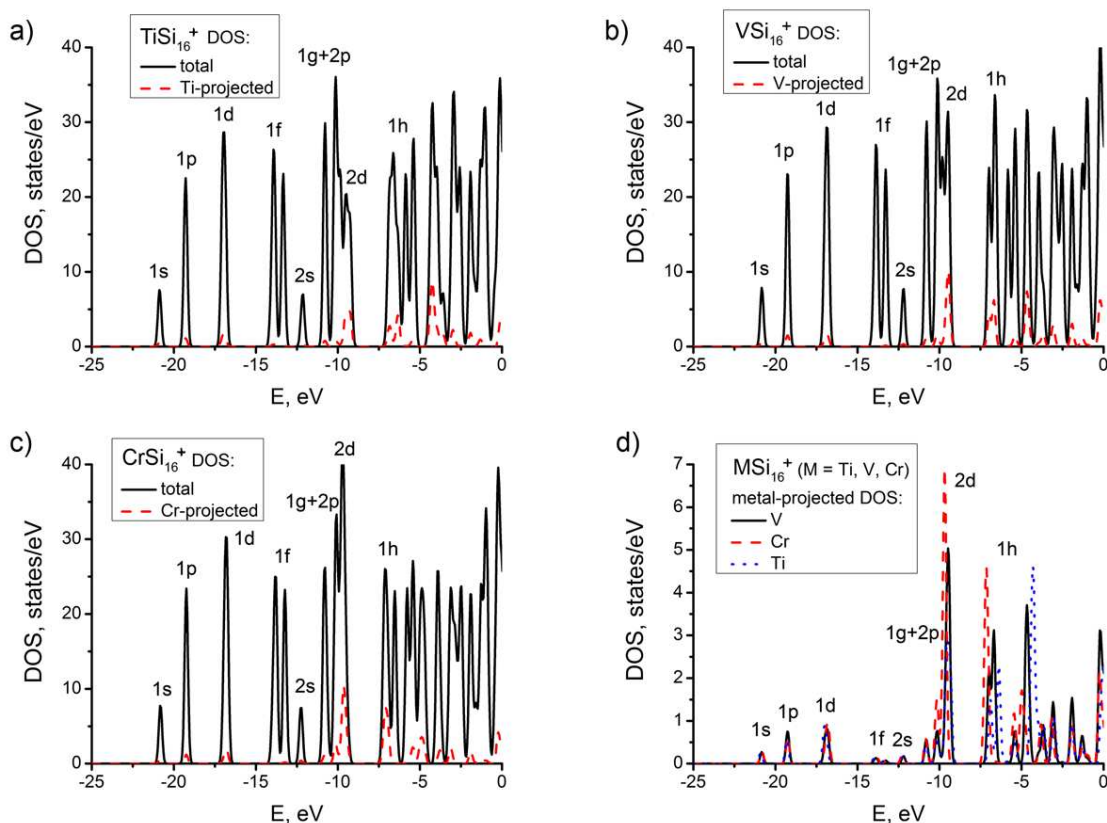 a)
TiSi₁₆⁺ DOS:
total
Ti-projected
1s
1p
1d
1f
2s
1g+2p
2d
1h
40
30
20
10
0
DOS, states/eV
-25 -20 -15 -10 -5 0
E, eV
b)
VSi₁₆⁺ DOS:
total
V-projected
1s
1p
1d
1f
2s
1g+2p
2d
1h
40
30
20
10
0
DOS, states/eV
-25 -20 -15 -10 -5 0
E, eV
c)
CrSi₁₆⁺ DOS:
total
Cr-projected
1s
1p
1d
1f
2s
1g+2p
2d
1h
40
30
20
10
0
DOS, states/eV
-25 -20 -15 -10 -5 0
E, eV
d)
MSi₁₆⁺ (M = Ti, V, Cr)
metal-projected DOS:
V
Cr
Ti
1s
1p
1d
1f
2s
1g+2p
2d
1h
7
6
5
4
3
2
1
0
DOS, states/eV
-25 -20 -15 -10 -5 0
E, eV